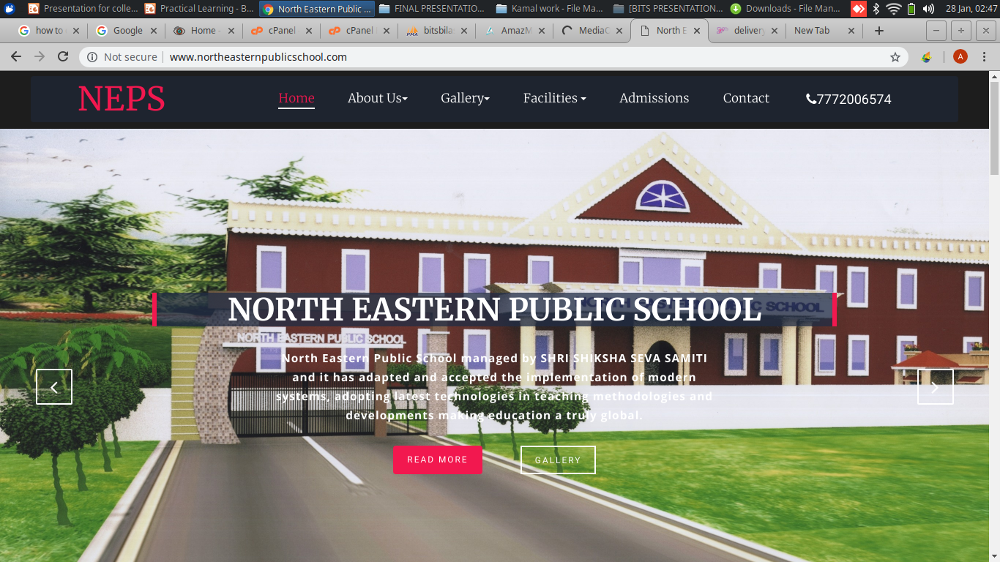 Presentation for colle...
Practical Learning - B...
North Eastern Public ...
FINAL PRESENTATIO...
Kamal work - File Ma...
[BITS PRESENTATION...
Downloads - File Man...
28 Jan, 02:47
how to
Google
Home -
cPanel
cPanel
PMA
bitsbila
AmazM
MediaC
North E
delivery
New Tab
Not secure
www.northeasternpublicschool.com
A
NEPS
Home
About Us
Gallery
Facilities
Admissions
Contact
7772006574
NORTH EASTERN PUBLIC SCHOOL
NORTH EASTERN PUBLIC SCHOOL
NORTH EASTERN PUBLIC SCHOOL
North Eastern Public School managed by SHRI SHIKSHA SEVA SAMITI
and it has adapted and accepted the implementation of modern
systems, adopting latest technologies in teaching methodologies and
developments making education a truly global.
READ MORE
GALLERY